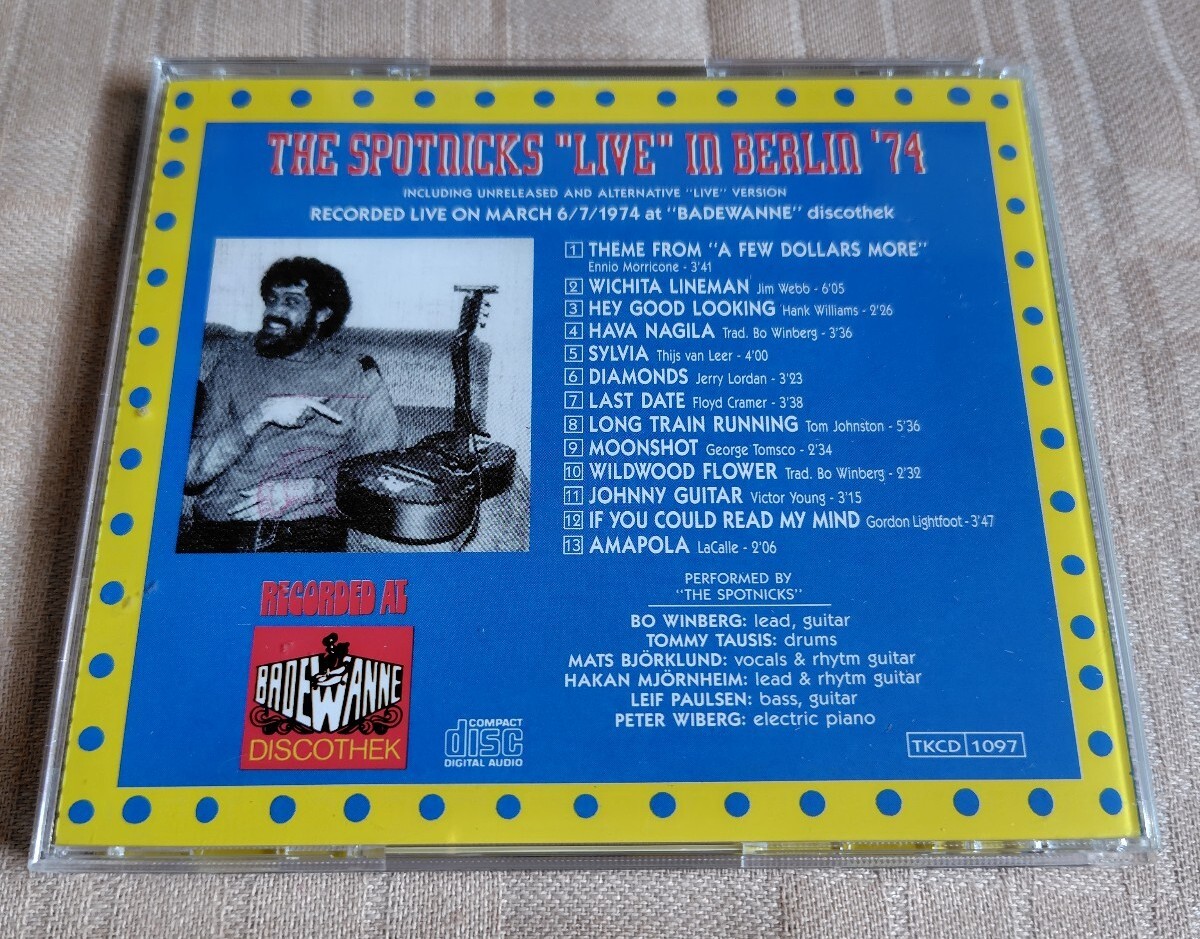 THE SPOTNICKS "LIVE" IN BERLIN '74
INCLUDING UNRELEASED AND ALTERNATIVE "LIVE" VERSION
RECORDED LIVE ON MARCH 6/7/1974 at "BADEWANNE" discothek
1 THEME FROM "A FEW DOLLARS MORE"
Ennio Morricone - 3'41
2 WICHITA LINEMAN Jim Webb - 6'05
3 HEY GOOD LOOKING Hank Williams - 2'26
4 HAVA NAGILA Trad. Bo Winberg - 3'36
5 SYLVIA Thijs van Leer - 4'00
6 DIAMONDS Jerry Lordan - 3'23
7 LAST DATE Floyd Cramer - 3'38
8 LONG TRAIN RUNNING Tom Johnston - 5'36
9 MOONSHOT George Tomsco - 2'34
10 WILDWOOD FLOWER Trad. Bo Winberg - 2'32
11 JOHNNY GUITAR Victor Young - 3'15
12 IF YOU COULD READ MY MIND Gordon Lightfoot - 3'47
13 AMAPOLA LaCalle - 2'06
RECORDED AT
BADEWANNE
DISCOTHEK
COMPACT
disc
DIGITAL AUDIO
PERFORMED BY
"THE SPOTNICKS"
BO WINBERG: lead, guitar
TOMMY TAUSIS: drums
MATS BJÖRKLUND: vocals & rhytm guitar
HAKAN MJÖRNHEIM: lead & rhytm guitar
LEIF PAULSEN: bass, guitar
PETER WIBERG: electric piano
TKCD 1097